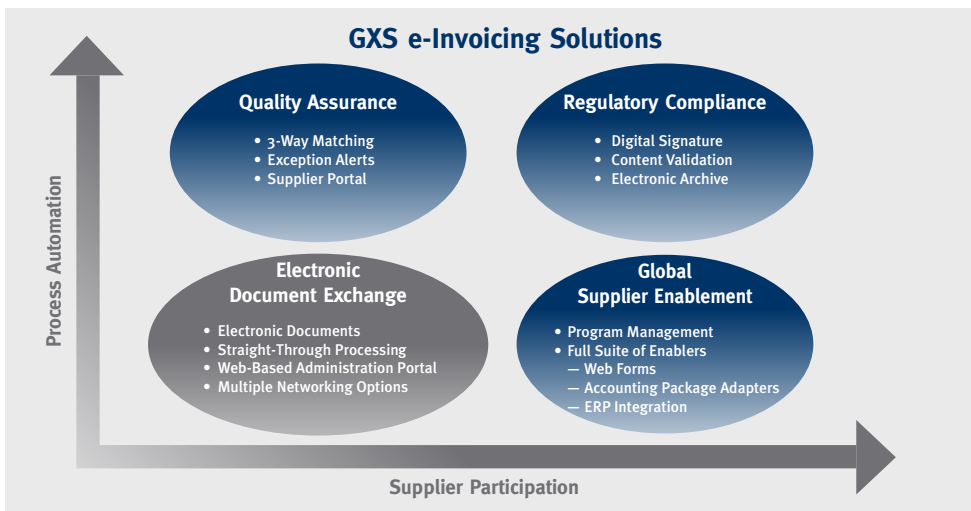 GXS e-Invoicing Solutions
Quality Assurance
• 3-Way Matching
• Exception Alerts
• Supplier Portal
Regulatory Compliance
• Digital Signature
• Content Validation
• Electronic Archive
Process Automation
Electronic
Document Exchange
• Electronic Documents
• Straight-Through Processing
• Web-Based Administration Portal
• Multiple Networking Options
Global
Supplier Enablement
• Program Management
• Full Suite of Enablers
— Web Forms
— Accounting Package Adapters
— ERP Integration
Supplier Participation